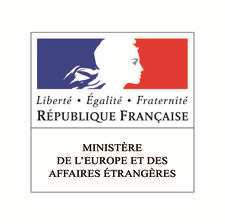 Liberté • Égalité • Fraternité
RÉPUBLIQUE FRANÇAISE
MINISTÈRE
DE L'EUROPE ET DES
AFFAIRES ÉTRANGÈRES